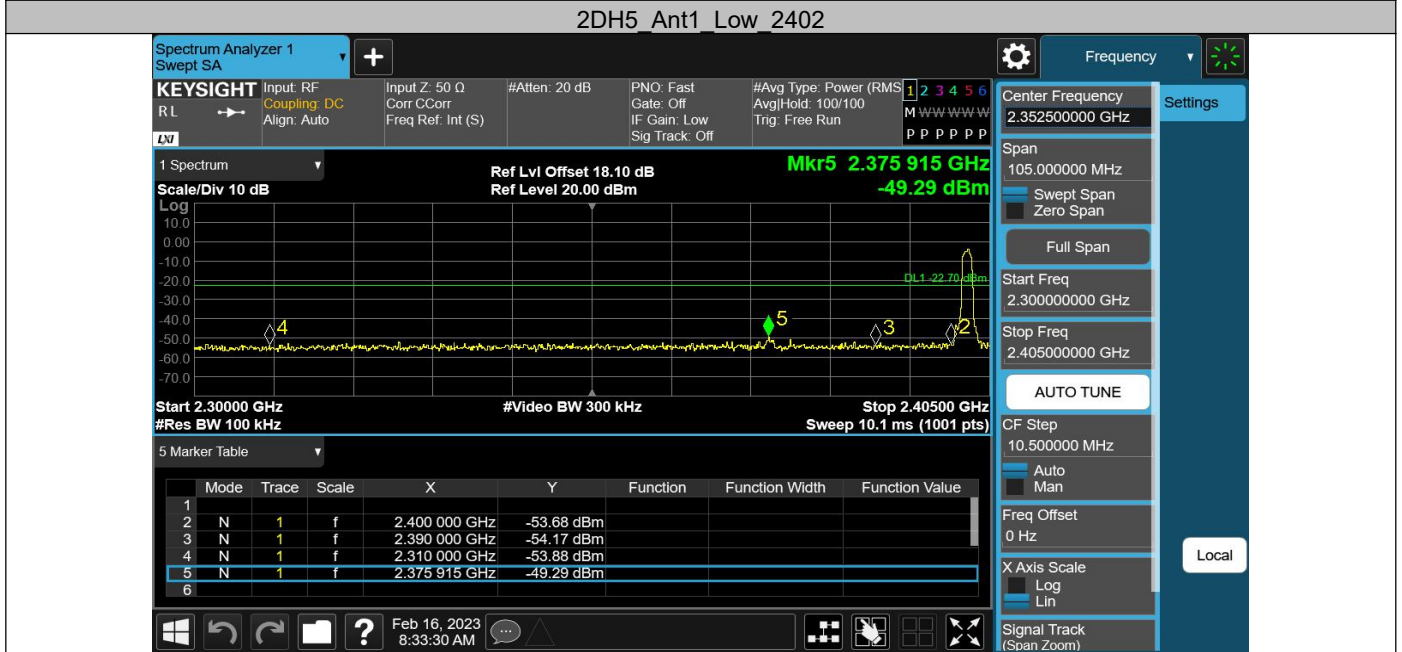 2DH5_Ant1_Low_2402
Spectrum Analyzer 1
Swept SA
+
Frequency
KEYSIGHT
RL
LXI
Input: RF
Coupling: DC
Align: Auto
Input Z: 50 Ω
Corr CCorr
Freq Ref: Int (S)
#Atten: 20 dB
PNO: Fast
Gate: Off
IF Gain: Low
Sig Track: Off
#Avg Type: Power (RMS
Avg|Hold: 100/100
Trig: Free Run
1 2 3 4 5 6
M W W W W W
P P P P P P
1 Spectrum
Scale/Div 10 dB
Ref Lvl Offset 18.10 dB
Ref Level 20.00 dBm
Mkr5 2.375 915 GHz
-49.29 dBm
Log
10.0
0.00
-10.0
-20.0
-30.0
-40.0
-50.0
-60.0
-70.0
DL1 -22.70 dBm
4
5
3
2
Start 2.30000 GHz
#Video BW 300 kHz
Stop 2.40500 GHz
#Res BW 100 kHz
Sweep 10.1 ms (1001 pts)
5 Marker Table
Mode Trace Scale X Y Function Function Width Function Value
1
2 N 1 f 2.400 000 GHz -53.68 dBm
3 N 1 f 2.390 000 GHz -54.17 dBm
4 N 1 f 2.310 000 GHz -53.88 dBm
5 N 1 f 2.375 915 GHz -49.29 dBm
6
?
Feb 16, 2023
8:33:30 AM
Center Frequency
2.352500000 GHz
Settings
Span
105.000000 MHz
Swept Span
Zero Span
Full Span
Start Freq
2.300000000 GHz
Stop Freq
2.405000000 GHz
AUTO TUNE
CF Step
10.500000 MHz
Auto
Man
Freq Offset
0 Hz
Local
X Axis Scale
Log
Lin
Signal Track
(Span Zoom)